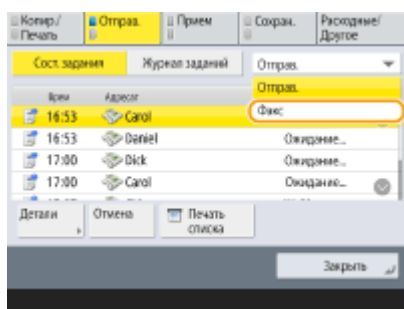 Копир./ Отправ. Прием Сохран. Расходные/
Печать Другое
Сост. задания Журнал заданий Отправ.
Отправ.
Врем Адресат
Факс
16:53 Carol
16:53 Daniel Ожидание...
17:00 Dick Ожидание...
17:00 Carol Ожидание...
Детали Отмена Печать
списка
Закрыть